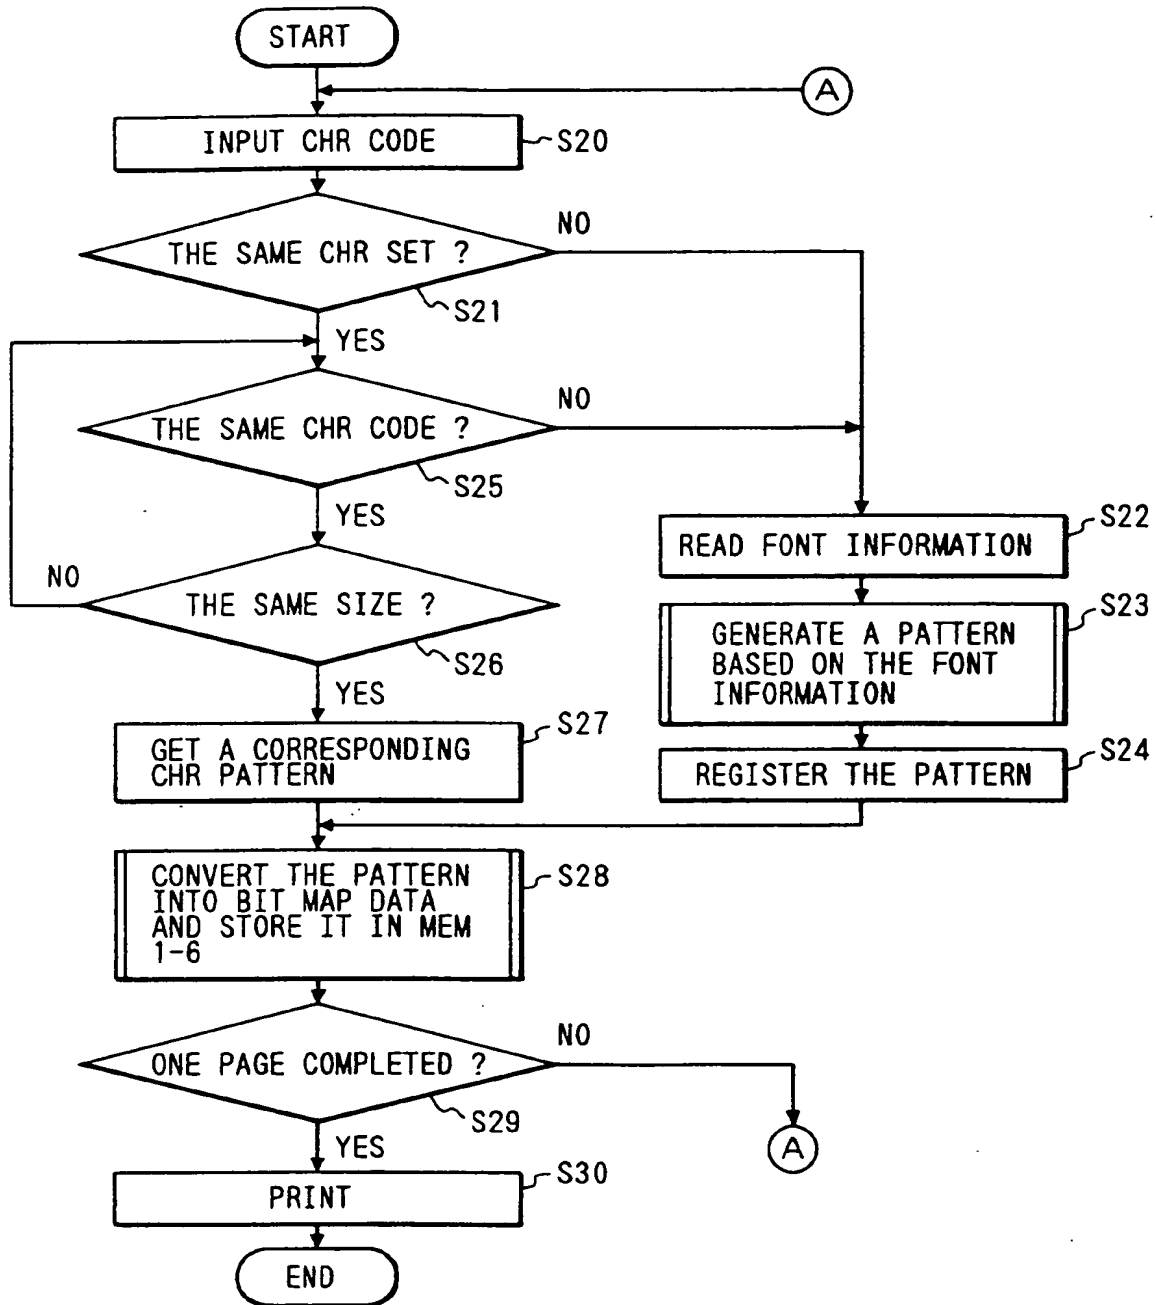 START
A
INPUT CHR CODE
S20
THE SAME CHR SET ?
NO
S21
YES
THE SAME CHR CODE ?
NO
S25
YES
THE SAME SIZE ?
NO
S26
YES
READ FONT INFORMATION
S22
GENERATE A PATTERN
BASED ON THE FONT
INFORMATION
S23
REGISTER THE PATTERN
S24
GET A CORRESPONDING
CHR PATTERN
S27
CONVERT THE PATTERN
INTO BIT MAP DATA
AND STORE IT IN MEM
1-6
S28
ONE PAGE COMPLETED ?
NO
S29
A
YES
PRINT
S30
END